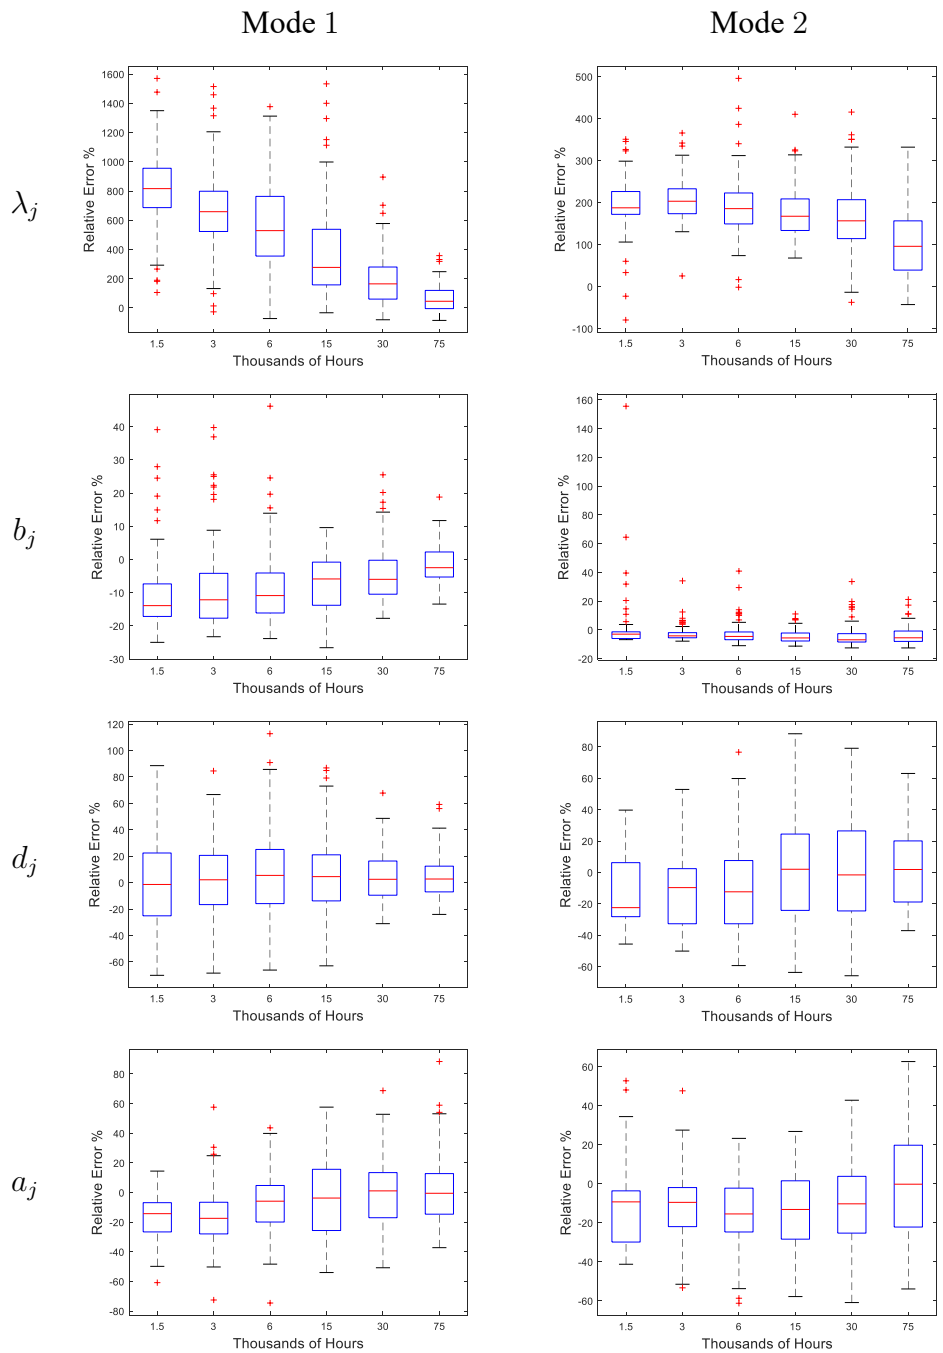 Mode 1
Mode 2
λj
Relative Error %
1600
1400
1200
1000
800
600
400
200
0
1.5 3 6 15 30 75
Thousands of Hours
Relative Error %
500
400
300
200
100
0
-100
1.5 3 6 15 30 75
Thousands of Hours
bj
Relative Error %
40
30
20
10
0
-10
-20
-30
1.5 3 6 15 30 75
Thousands of Hours
Relative Error %
160
140
120
100
80
60
40
20
0
-20
1.5 3 6 15 30 75
Thousands of Hours
dj
Relative Error %
120
100
80
60
40
20
0
-20
-40
-60
1.5 3 6 15 30 75
Thousands of Hours
Relative Error %
80
60
40
20
0
-20
-40
-60
1.5 3 6 15 30 75
Thousands of Hours
aj
Relative Error %
80
60
40
20
0
-20
-40
-60
-80
1.5 3 6 15 30 75
Thousands of Hours
Relative Error %
60
40
20
0
-20
-40
-60
1.5 3 6 15 30 75
Thousands of Hours